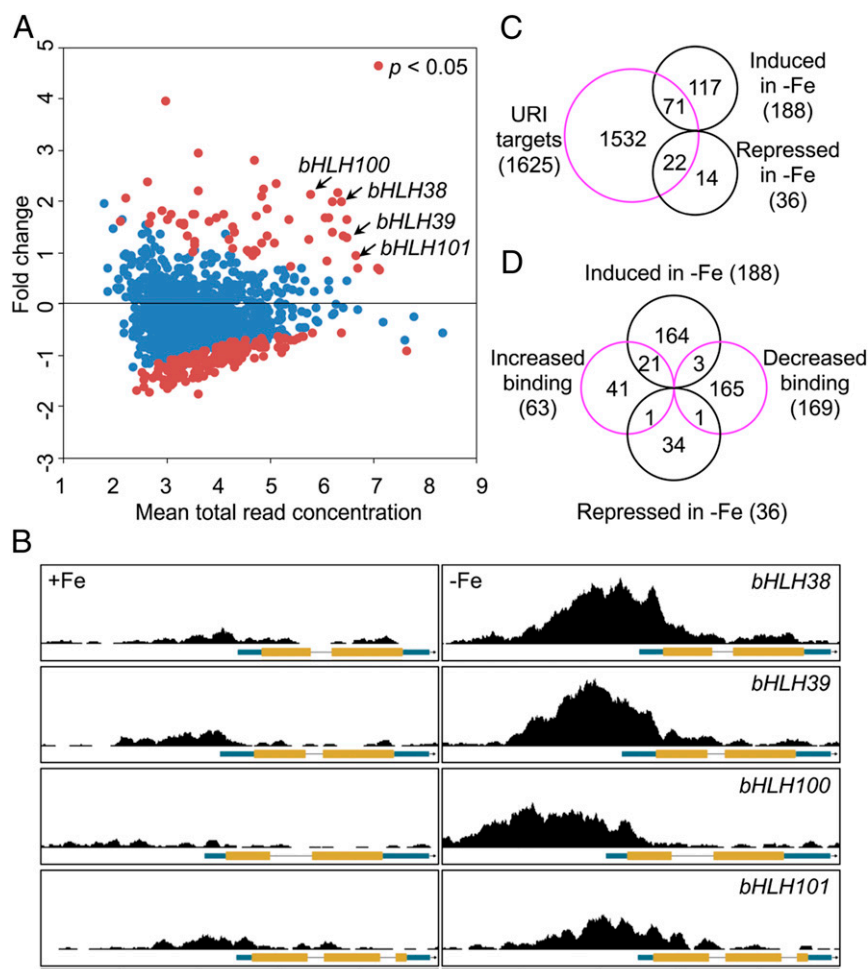 A
5
4
3
2
1
0
-1
-2
-3
Fold change
p < 0.05
bHLH100
bHLH38
bHLH39
bHLH101
1 2 3 4 5 6 7 8 9
Mean total read concentration
C
URI
targets
(1625)
1532
71
117
22
14
Induced
in -Fe
(188)
Repressed
in -Fe
(36)
D
Induced in -Fe (188)
164
21
3
Increased
binding
(63)
41
165
Decreased
binding
(169)
1
1
34
Repressed in -Fe (36)
B
+Fe
-Fe
bHLH38
bHLH39
bHLH100
bHLH101